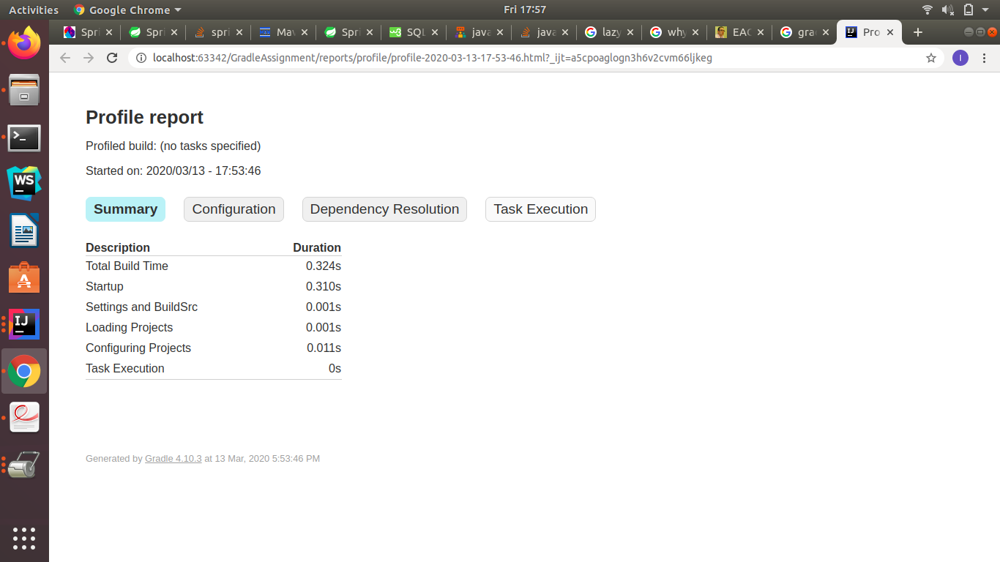 Activities Google Chrome Fri 17:57
Spri Spri spri Mav Spri SQL java java lazy why EAC grac Pro
localhost:63342/GradleAssignment/reports/profile/profile-2020-03-13-17-53-46.html?_ijt=a5cpoaglogn3h6v2cvm66ljkeg I
Profile report
Profiled build: (no tasks specified)
Started on: 2020/03/13 - 17:53:46
Summary Configuration Dependency Resolution Task Execution
Description Duration
Total Build Time 0.324s
Startup 0.310s
Settings and BuildSrc 0.001s
Loading Projects 0.001s
Configuring Projects 0.011s
Task Execution 0s
Generated by Gradle 4.10.3 at 13 Mar, 2020 5:53:46 PM
WS
IJ